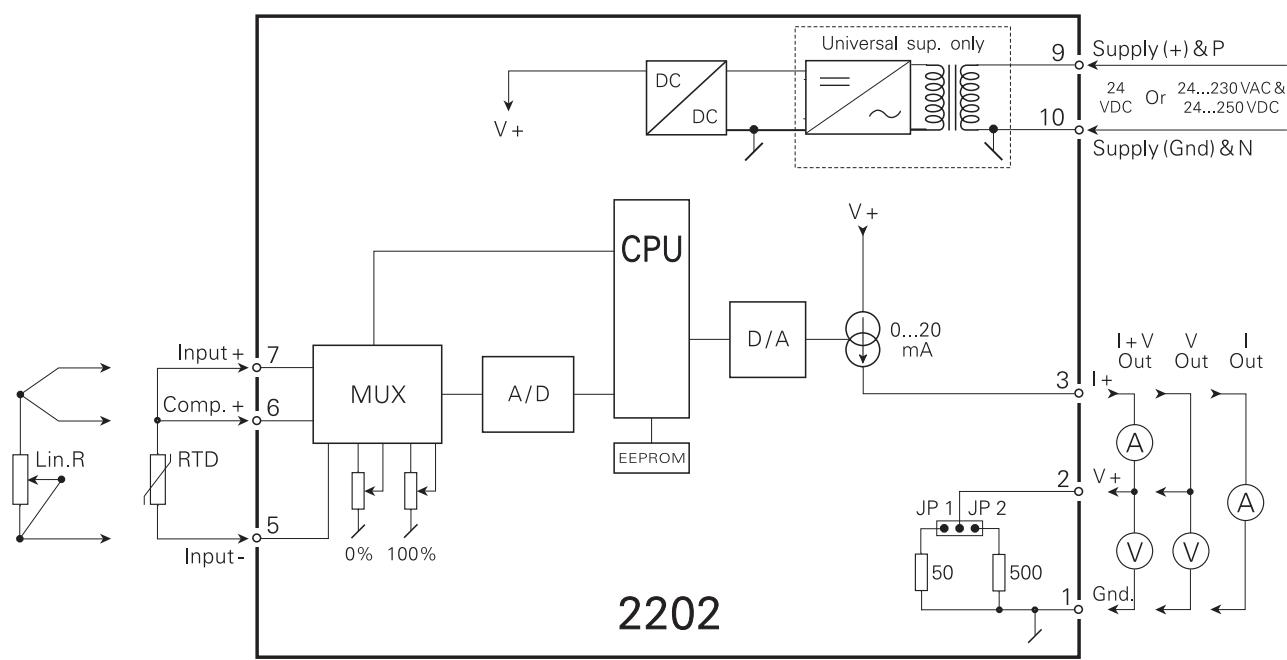 Universal sup. only
9
Supply (+) & P
DC
DC
V +
24
VDC
Or
24...230 VAC &
24...250 VDC
10
Supply (Gnd) & N
CPU
V +
D/A
0...20
mA
I + V
Out
V
Out
I
Out
Input +
7
MUX
A/D
3
I +
Comp. +
6
A
Lin.R
RTD
EEPROM
2
V +
A
5
Input -
0%
100%
JP 1
JP 2
V
V
50
500
1
Gnd.
2202